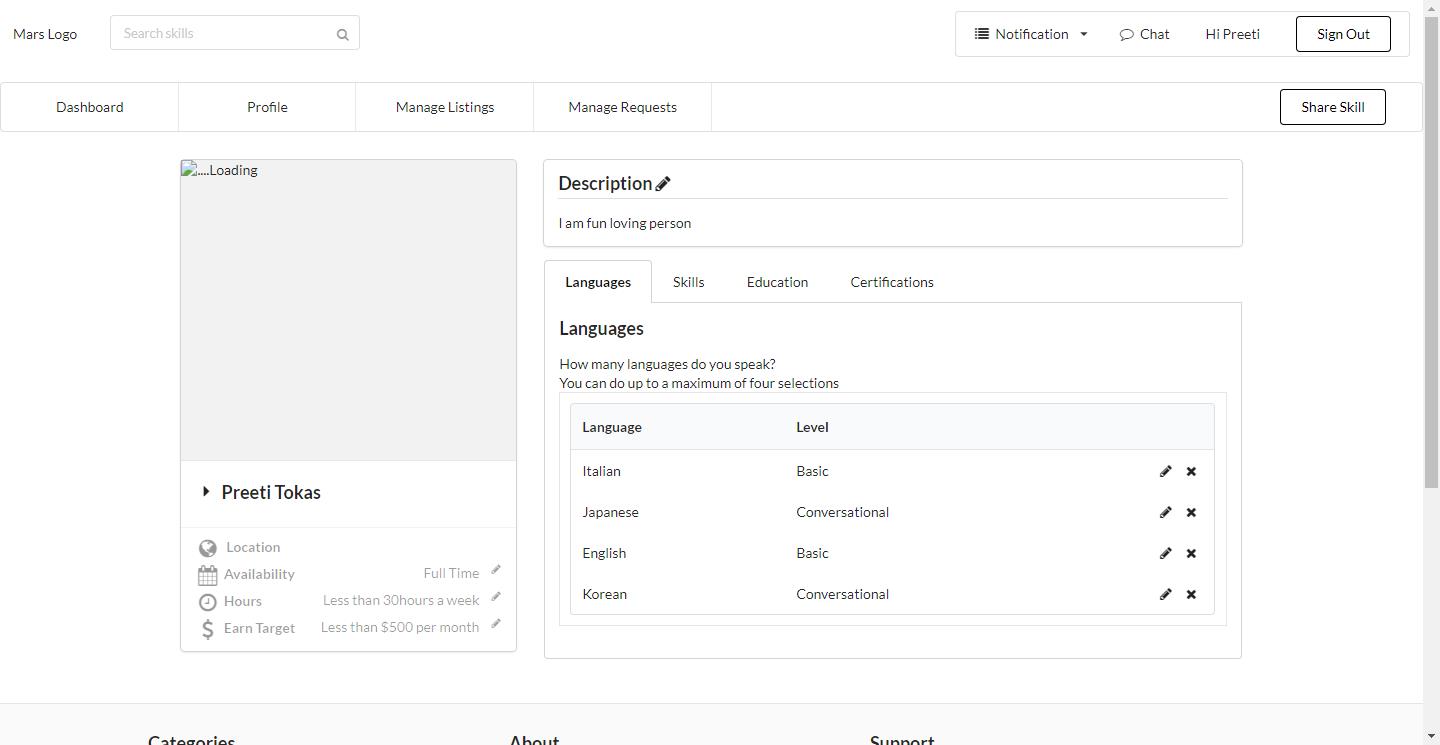 Mars Logo
Search skills
Notification
Chat
Hi Preeti
Sign Out
Dashboard
Profile
Manage Listings
Manage Requests
Share Skill
....Loading
Preeti Tokas
Location
Availability Full Time
Hours Less than 30hours a week
Earn Target Less than $500 per month
Description
I am fun loving person
Languages Skills Education Certifications
Languages
How many languages do you speak?
You can do up to a maximum of four selections
Language Level
Italian Basic
Japanese Conversational
English Basic
Korean Conversational
Categories About Support